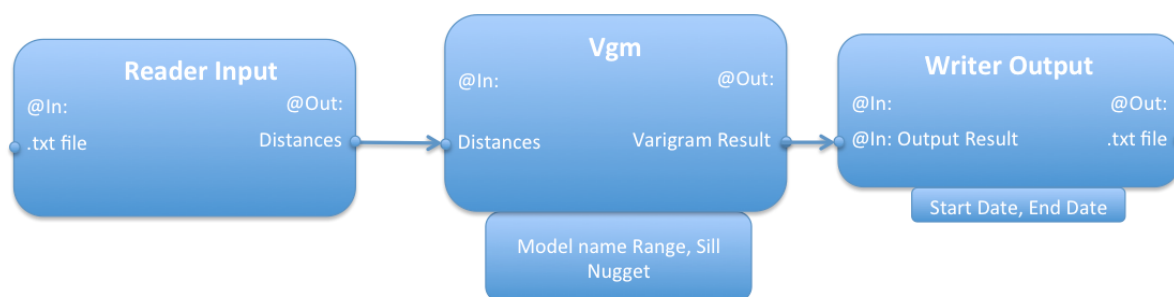 Reader Input
@In:
@Out:
.txt file
Distances
Vgm
@In:
@Out:
Distances
Varigram Result
Model name Range, Sill
Nugget
Writer Output
@In:
@Out:
@In: Output Result
.txt file
Start Date, End Date